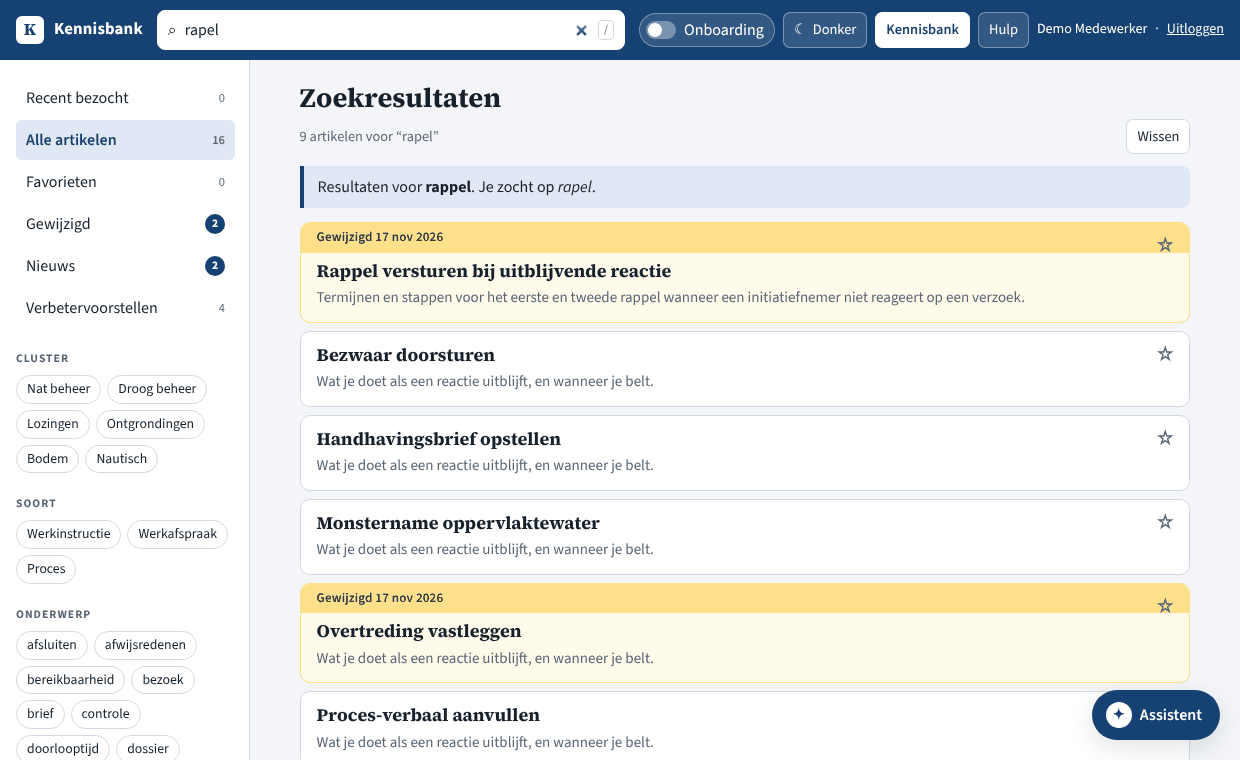 K Kennisbank
rapel
/
Onboarding
Donker
Kennisbank
Hulp
Demo Medewerker · Uitloggen
Recent bezocht 0
Alle artikelen 16
Favorieten 0
Gewijzigd 2
Nieuws 2
Verbetervoorstellen 4
CLUSTER
Nat beheer Droog beheer
Lozingen Ontgrondingen
Bodem Nautisch
SOORT
Werkinstructie Werkafspraak
Proces
ONDERWERP
afsluiten afwijsredenen
bereikbaarheid bezoek
brief controle
doorlooptijd dossier
Zoekresultaten
9 artikelen voor “rapel”
Wissen
Resultaten voor rappel. Je zocht op rapel.
Gewijzigd 17 nov 2026
Rappel versturen bij uitblijvende reactie
Termijnen en stappen voor het eerste en tweede rappel wanneer een initiatiefnemer niet reageert op een verzoek.
Bezwaar doorsturen
Wat je doet als een reactie uitblijft, en wanneer je belt.
Handhavingsbrief opstellen
Wat je doet als een reactie uitblijft, en wanneer je belt.
Monstername oppervlaktewater
Wat je doet als een reactie uitblijft, en wanneer je belt.
Gewijzigd 17 nov 2026
Overtreding vastleggen
Wat je doet als een reactie uitblijft, en wanneer je belt.
Proces-verbaal aanvullen
Wat je doet als een reactie uitblijft, en wanneer je belt.
Assistent